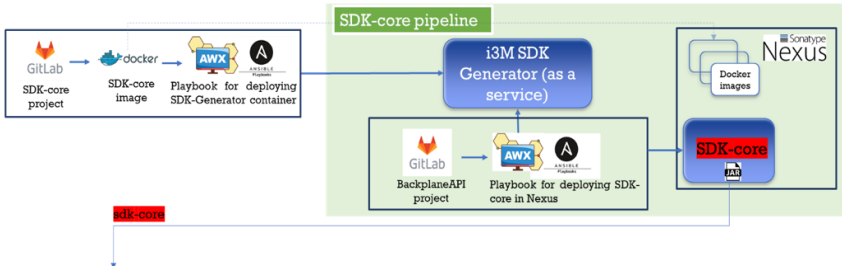 SDK-core pipeline
GitLab
SDK-core
project
docker
SDK-core
image
AWX
ANSIBLE
Playbooks
Playbook for deploying
SDK-Generator container
i3M SDK
Generator (as a
service)
Sonatype
Nexus
Docker
images
GitLab
BackplaneAPI
project
AWX
ANSIBLE
Playbooks
Playbook for deploying SDK-
core in Nexus
SDK-core
JAR
sdk-core